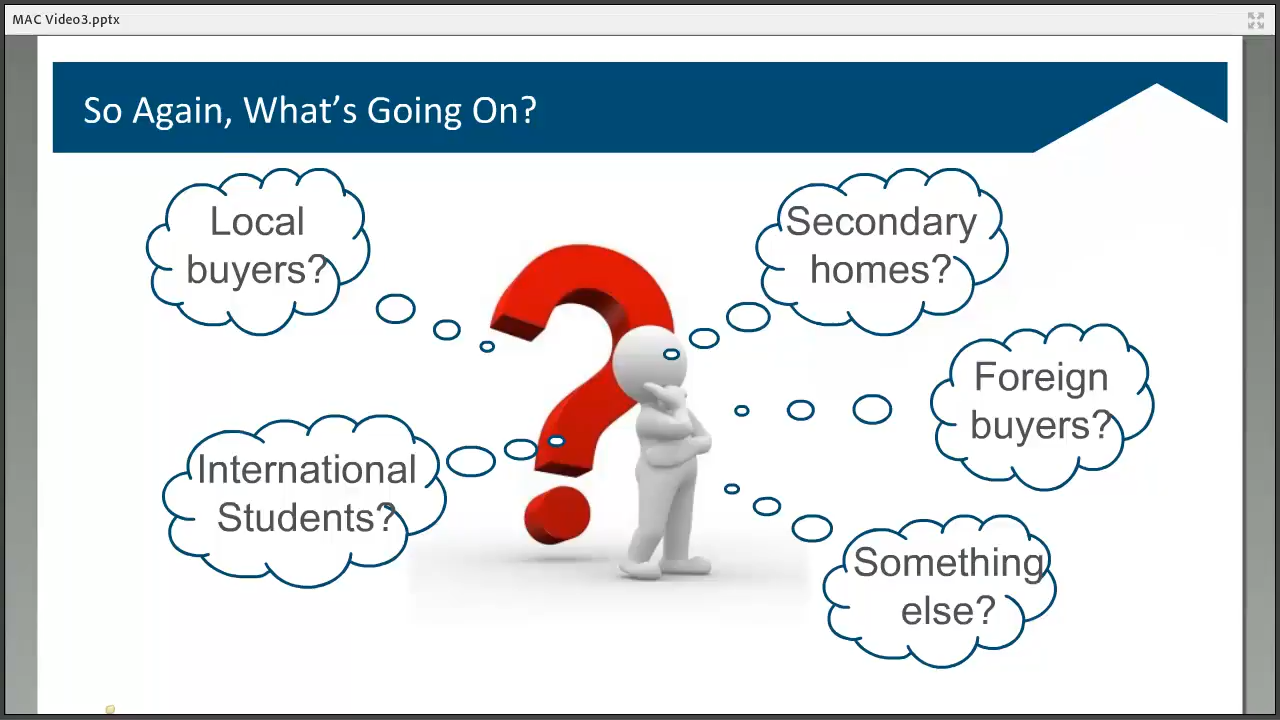 MAC Video3.pptx
So Again, What's Going On?
Local
buyers?
Secondary
homes?
Foreign
buyers?
International
Students?
Something
else?